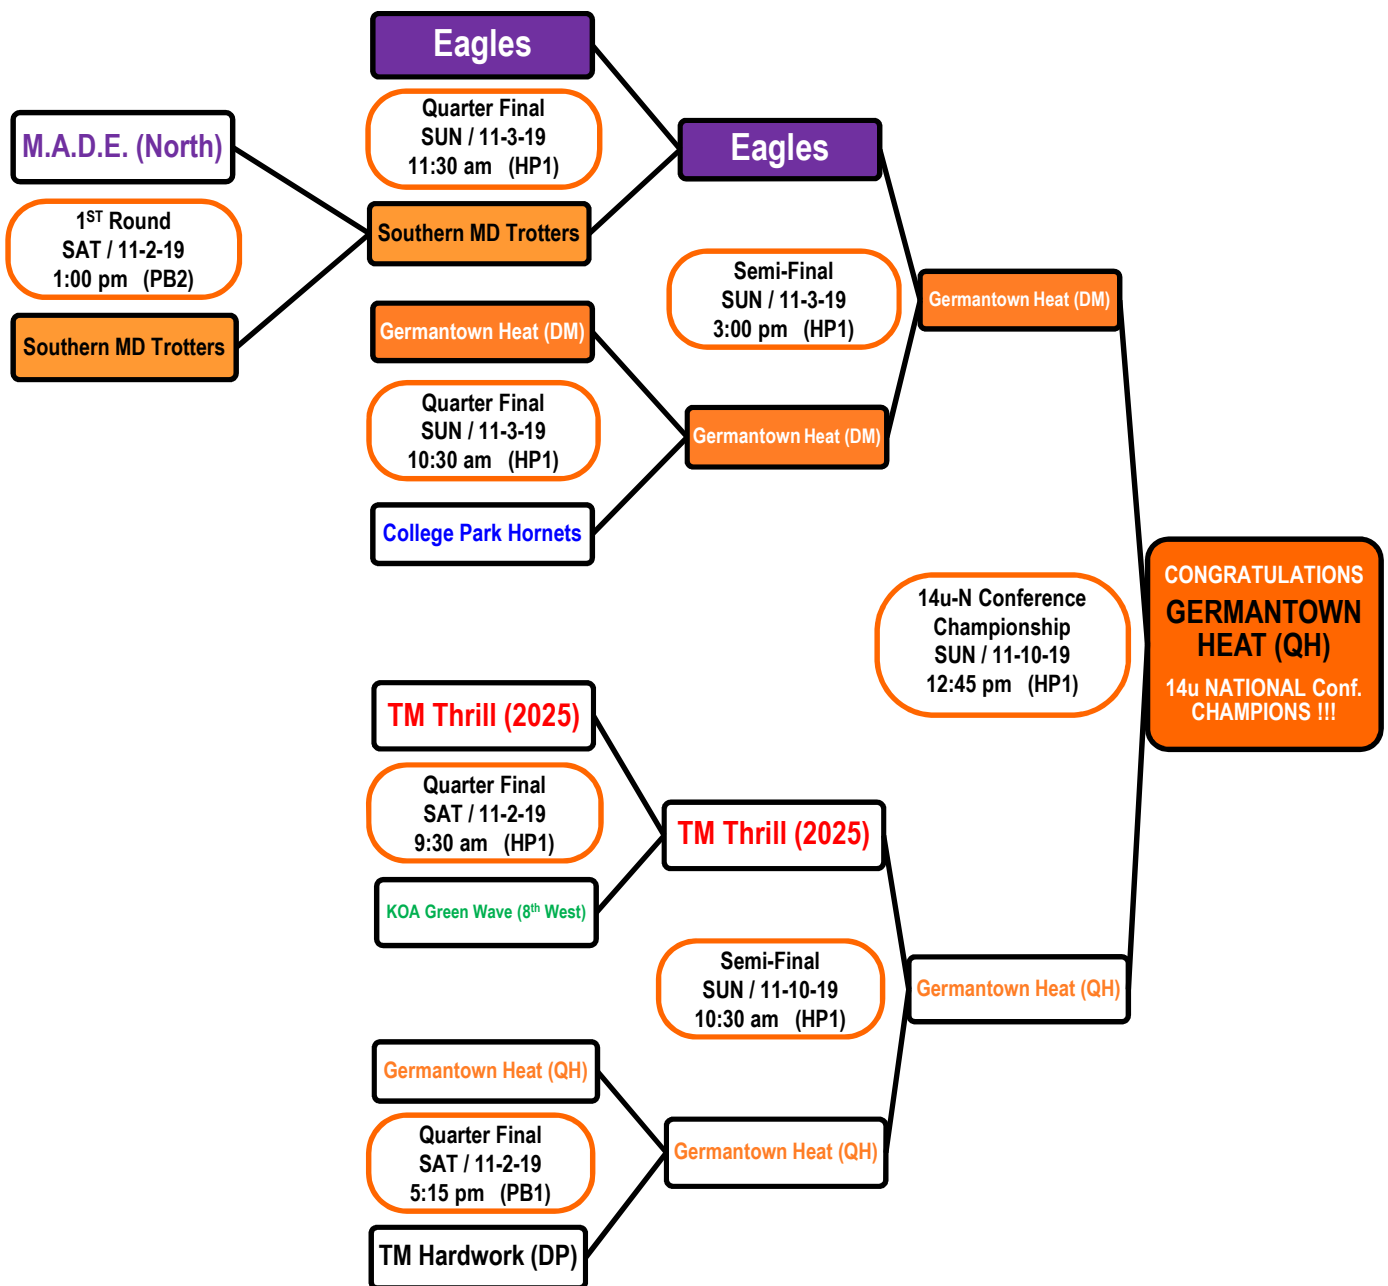 Eagles
Quarter Final
SUN / 11-3-19
11:30 am (HP1)
M.A.D.E. (North)
Eagles
1ST Round
SAT / 11-2-19
1:00 pm (PB2)
Southern MD Trotters
Southern MD Trotters
Semi-Final
SUN / 11-3-19
3:00 pm (HP1)
Germantown Heat (DM)
Germantown Heat (DM)
Quarter Final
SUN / 11-3-19
10:30 am (HP1)
Germantown Heat (DM)
College Park Hornets
14u-N Conference
Championship
SUN / 11-10-19
12:45 pm (HP1)
CONGRATULATIONS
GERMANTOWN
HEAT (QH)
14u NATIONAL Conf.
CHAMPIONS !!!
TM Thrill (2025)
Quarter Final
SAT / 11-2-19
9:30 am (HP1)
TM Thrill (2025)
KOA Green Wave (8th West)
Semi-Final
SUN / 11-10-19
10:30 am (HP1)
Germantown Heat (QH)
Germantown Heat (QH)
Quarter Final
SAT / 11-2-19
5:15 pm (PB1)
Germantown Heat (QH)
TM Hardwork (DP)